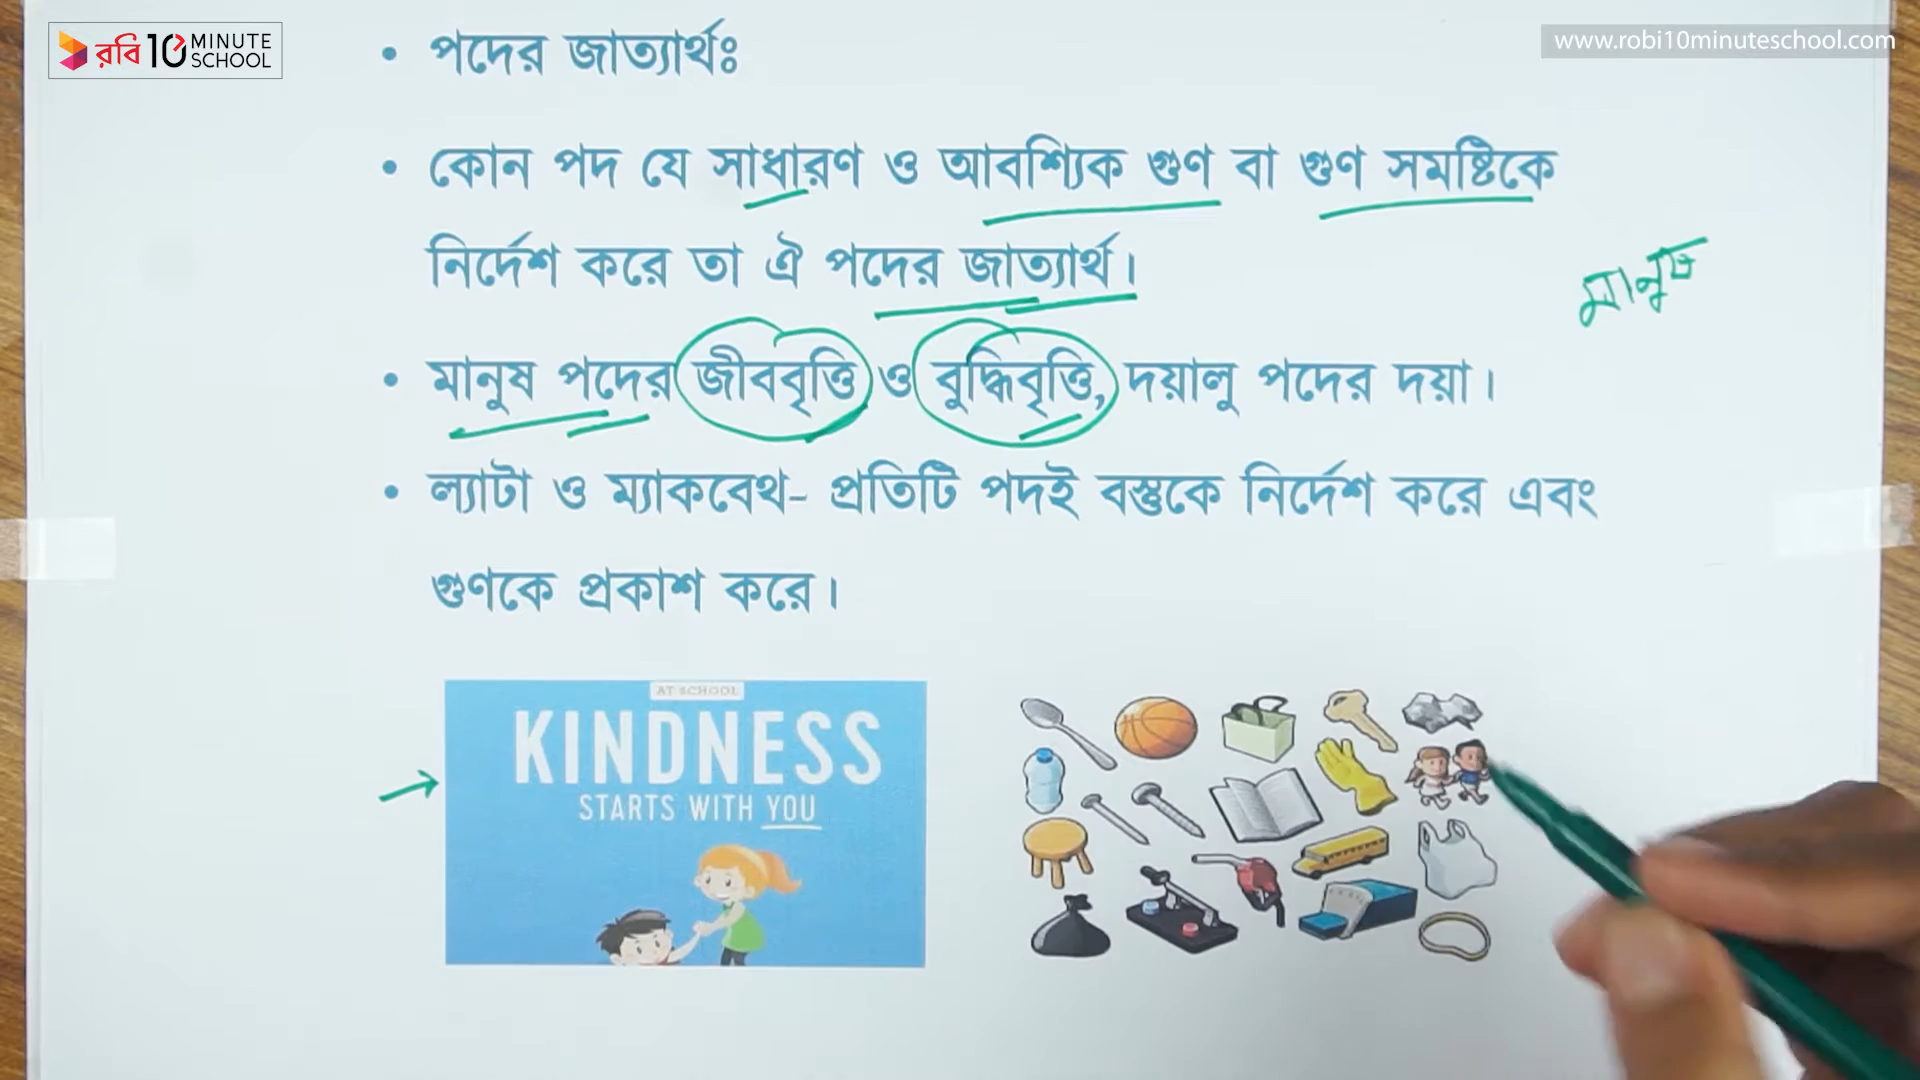 রবি 10 MINUTE SCHOOL
www.robi10minuteschool.com
• পদের জাত্যার্থঃ
• কোন পদ যে সাধারণ ও আবশ্যিক গুণ বা গুণ সমষ্টিকে
নির্দেশ করে তা ঐ পদের জাত্যার্থ।
মানুষ
• মানুষ পদের জীববৃত্তি ও বুদ্ধিবৃত্তি, দয়ালু পদের দয়া।
• ল্যাটা ও ম্যাকবেথ- প্রতিটি পদই বস্তুকে নির্দেশ করে এবং
গুণকে প্রকাশ করে।
AT SCHOOL
KINDNESS
STARTS WITH YOU